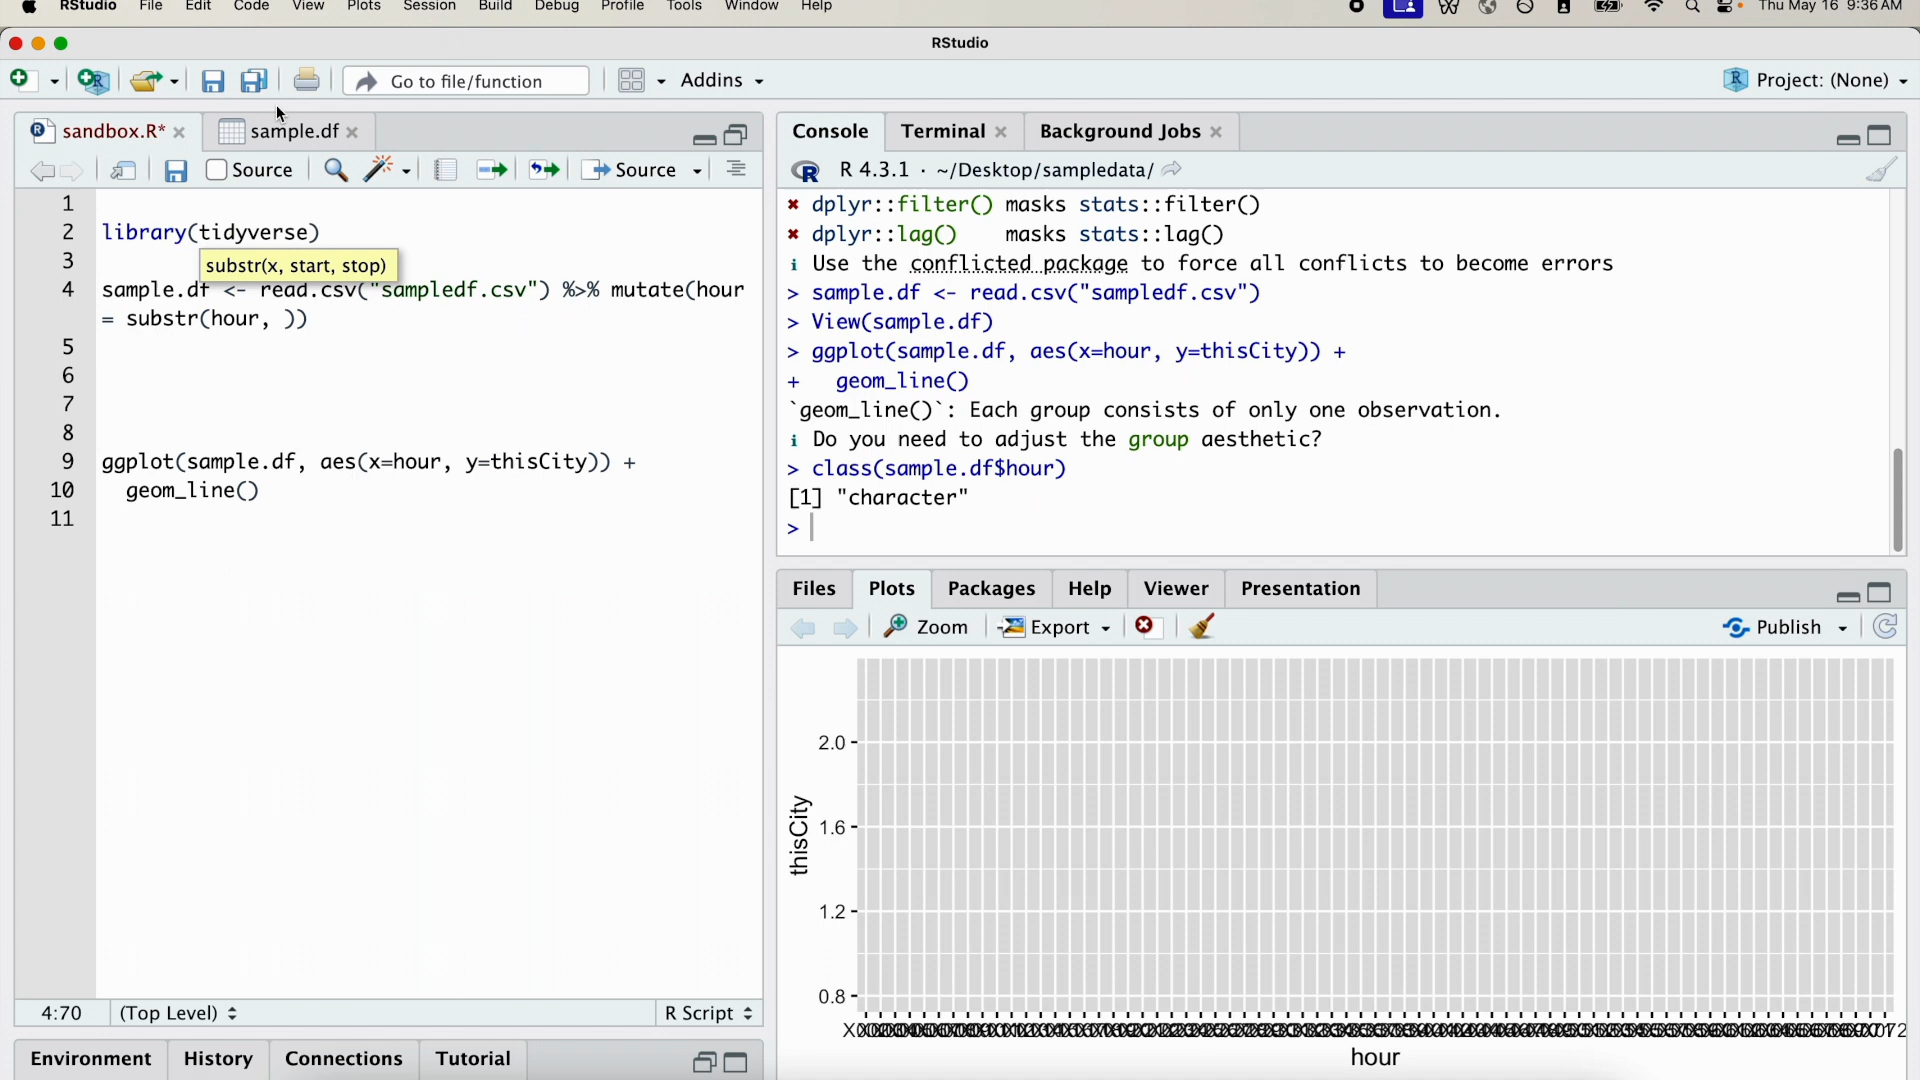 RStudio File Edit Code View Plots Session Build Debug Profile Tools Window Help Thu May 16 9:36 AM
RStudio
Go to file/function Addins Project: (None)
sandbox.R* sample.df
Source Source
1
2 library(tidyverse)
3
substr(x, start, stop)
4 sample.df <- read.csv("sampledf.csv") %>% mutate(hour
= substr(hour, ))
5
6
7
8
9 ggplot(sample.df, aes(x=hour, y=thisCity)) +
10 geom_line()
11
4:70 (Top Level) R Script
Environment History Connections Tutorial
Console Terminal Background Jobs
R 4.3.1 · ~/Desktop/sampledata/
✖ dplyr::filter() masks stats::filter()
✖ dplyr::lag() masks stats::lag()
ℹ Use the conflicted package to force all conflicts to become errors
> sample.df <- read.csv("sampledf.csv")
> View(sample.df)
> ggplot(sample.df, aes(x=hour, y=thisCity)) +
+ geom_line()
`geom_line()`: Each group consists of only one observation.
ℹ Do you need to adjust the group aesthetic?
> class(sample.df$hour)
[1] "character"
>
Files Plots Packages Help Viewer Presentation
Zoom Export Publish
2.0
1.6
1.2
0.8
thisCity
hour